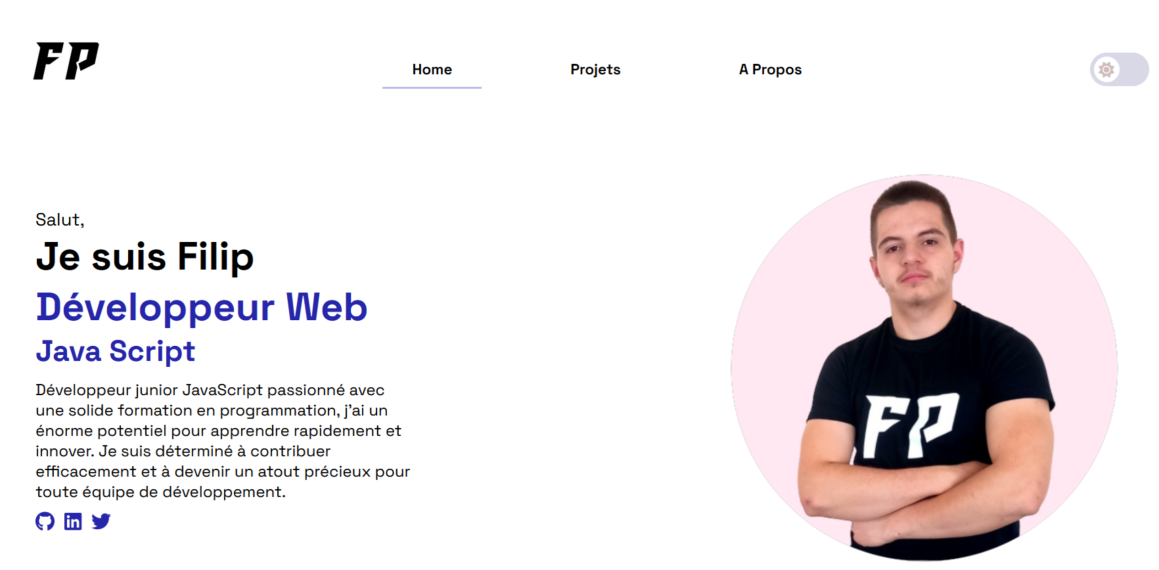 FP
Home
Projets
A Propos
Salut,
Je suis Filip
Développeur Web
Java Script
Développeur junior JavaScript passionné avec
une solide formation en programmation, j'ai un
énorme potentiel pour apprendre rapidement et
innover. Je suis déterminé à contribuer
efficacement et à devenir un atout précieux pour
toute équipe de développement.
in
FP